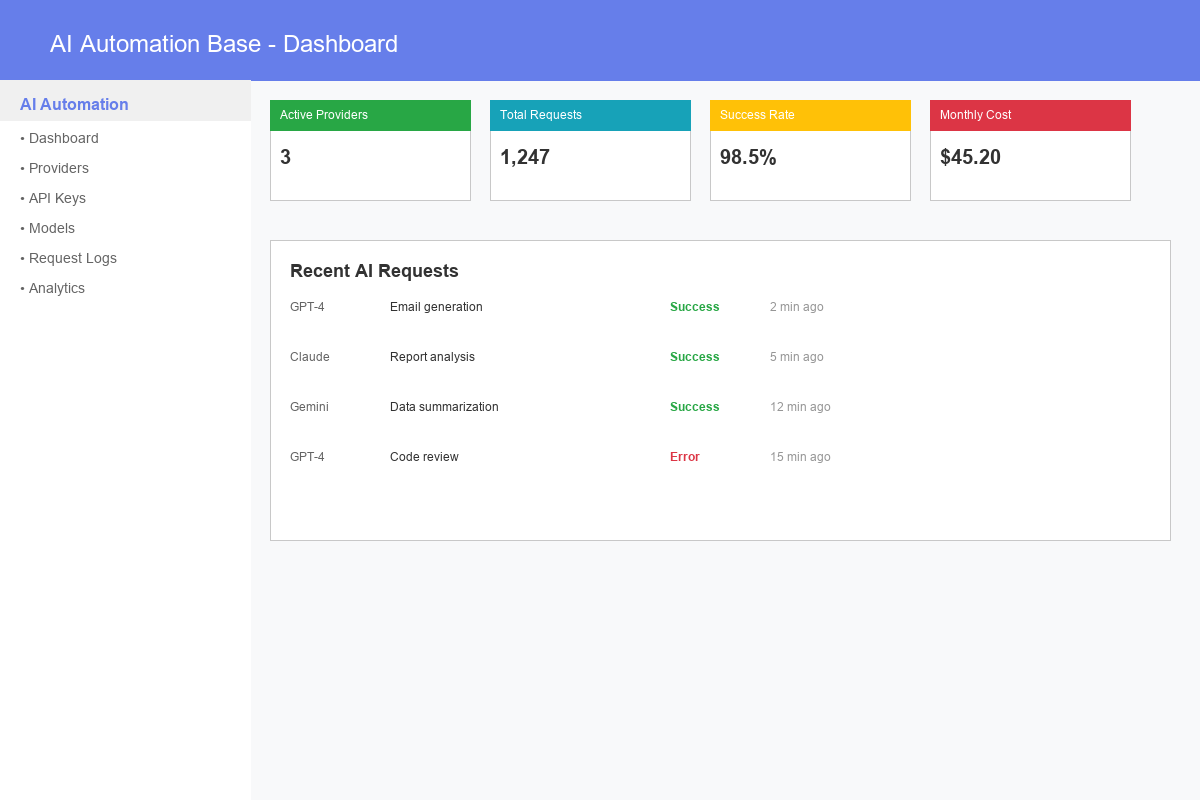 AI Automation Base - Dashboard
AI Automation
• Dashboard
• Providers
• API Keys
• Models
• Request Logs
• Analytics
Active Providers
3
Total Requests
1,247
Success Rate
98.5%
Monthly Cost
$45.20
Recent AI Requests
GPT-4 Email generation Success 2 min ago
Claude Report analysis Success 5 min ago
Gemini Data summarization Success 12 min ago
GPT-4 Code review Error 15 min ago